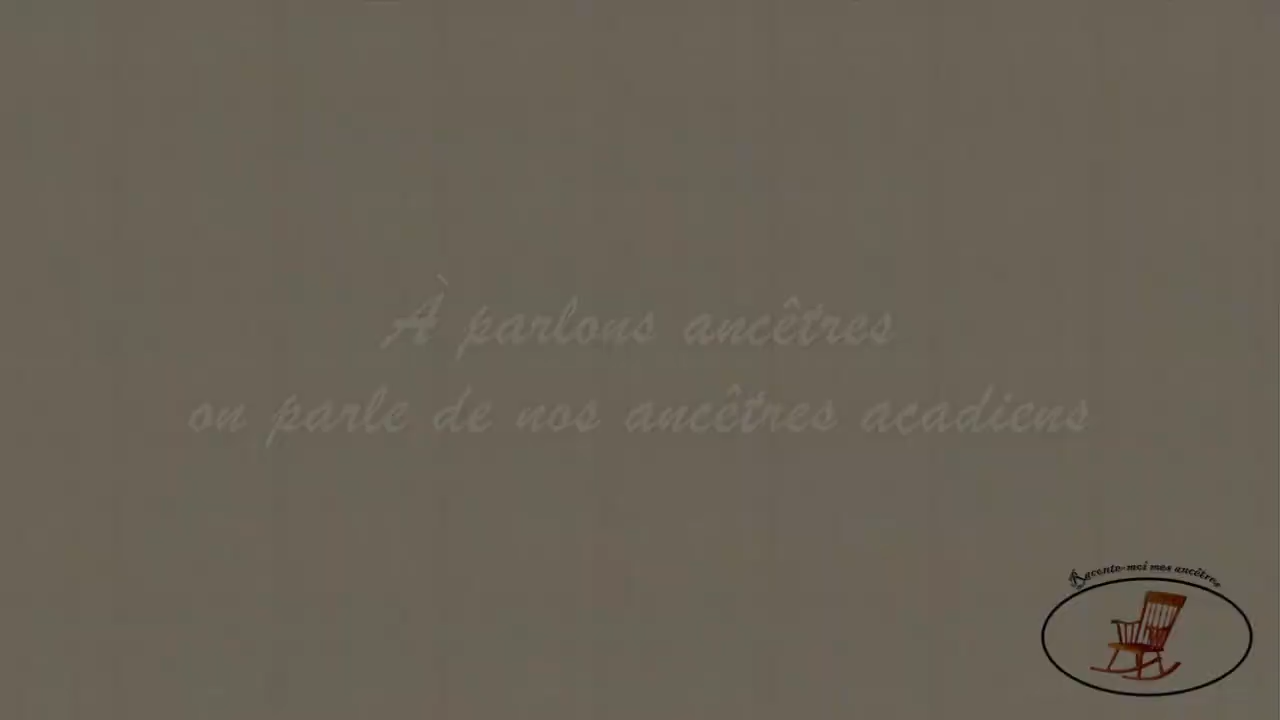 À parlons ancêtres
on parle de nos ancêtres acadiens
Raconte-moi mes ancêtres